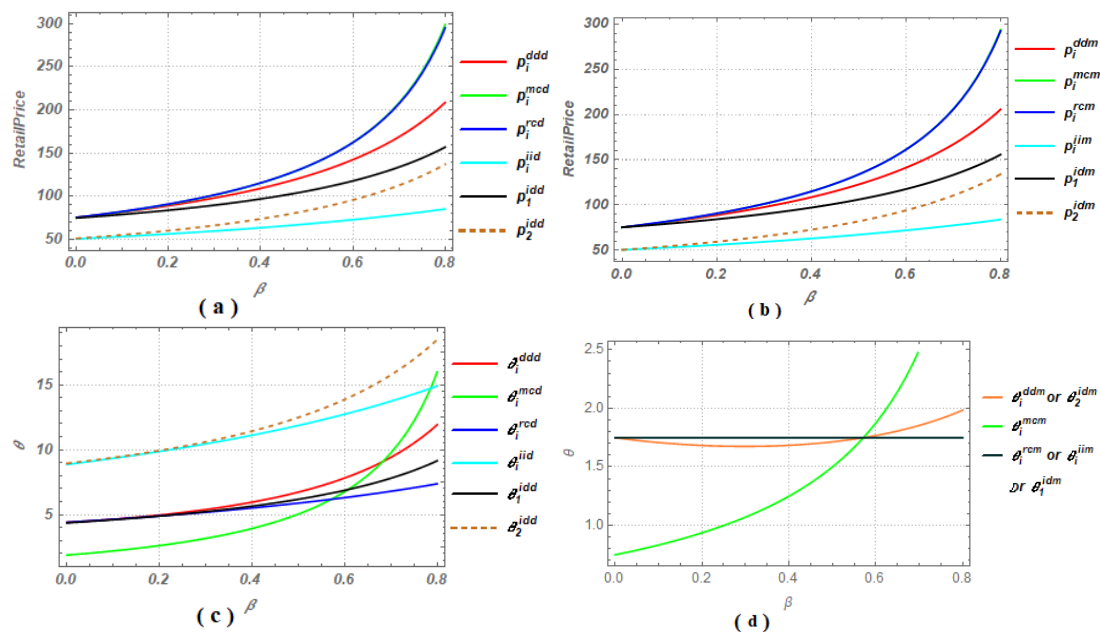 300
250
200
150
100
50
RetailPrice
0.0 0.2 0.4 0.6 0.8
β
( a )
p_i^ddd
p_i^mcd
p_i^rcd
p_i^iid
p_1^idd
p_2^idd
300
250
200
150
100
50
RetailPrice
0.0 0.2 0.4 0.6 0.8
β
( b )
p_i^ddm
p_i^mcm
p_i^rcm
p_i^iim
p_1^idm
p_2^idm
15
10
5
θ
0.0 0.2 0.4 0.6 0.8
β
( c )
θ_i^ddd
θ_i^mcd
θ_i^rcd
θ_i^iid
θ_1^idd
θ_2^idd
2.5
2.0
1.5
1.0
θ
0.0 0.2 0.4 0.6 0.8
β
( d )
θ_i^ddm or θ_2^idm
θ_i^mcm
θ_i^rcm or θ_i^iim
or θ_1^idm